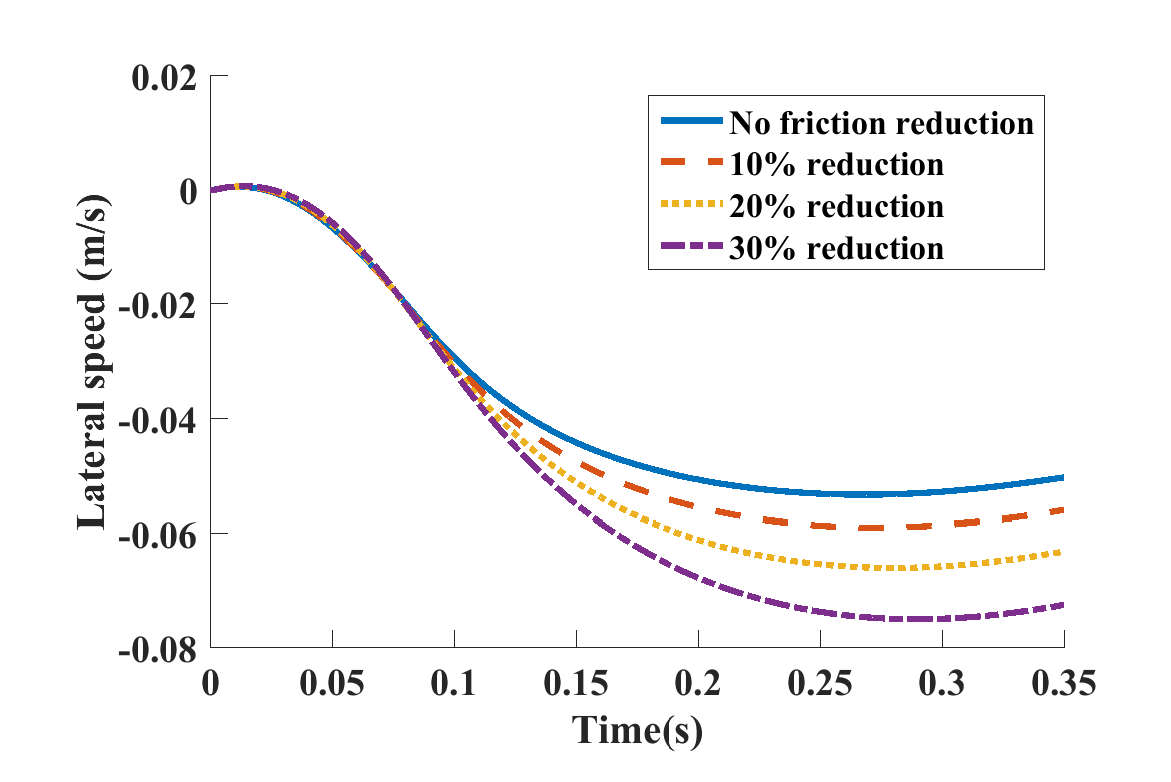 0.02
0
-0.02
-0.04
-0.06
-0.08
Lateral speed (m/s)
No friction reduction
10% reduction
20% reduction
30% reduction
0 0.05 0.1 0.15 0.2 0.25 0.3 0.35
Time(s)